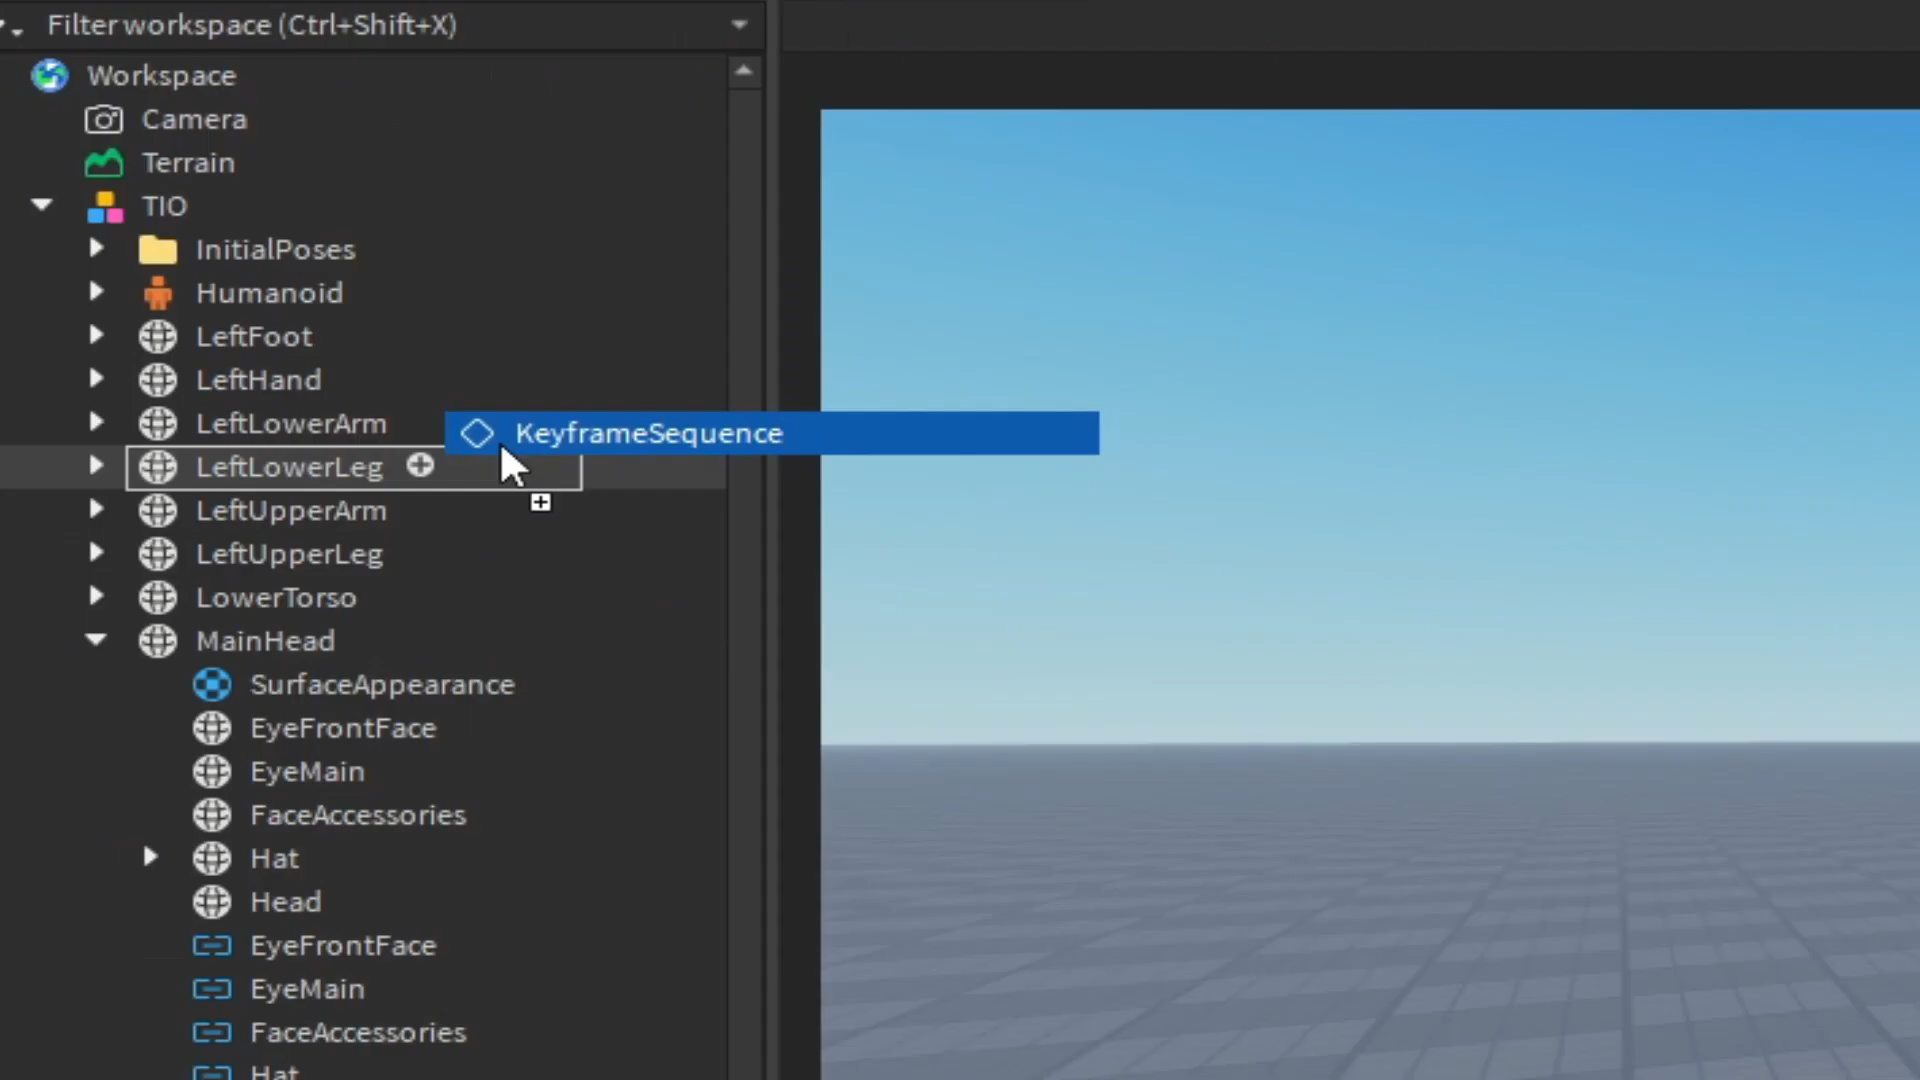 Filter workspace (Ctrl+Shift+X)
Workspace
Camera
Terrain
TIO
InitialPoses
Humanoid
LeftFoot
LeftHand
LeftLowerArm
KeyframeSequence
LeftLowerLeg
LeftUpperArm
LeftUpperLeg
LowerTorso
MainHead
SurfaceAppearance
EyeFrontFace
EyeMain
FaceAccessories
Hat
Head
EyeFrontFace
EyeMain
FaceAccessories
Hat